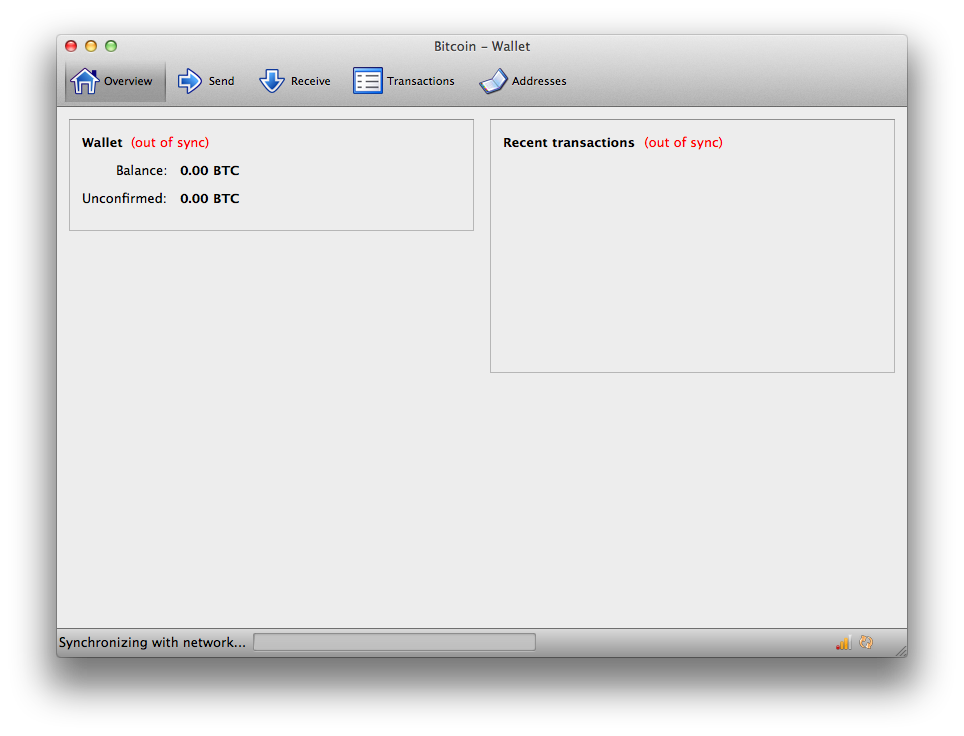 Bitcoin – Wallet
Overview Send Receive Transactions Addresses
Wallet (out of sync)
Balance: 0.00 BTC
Unconfirmed: 0.00 BTC
Recent transactions (out of sync)
Synchronizing with network...